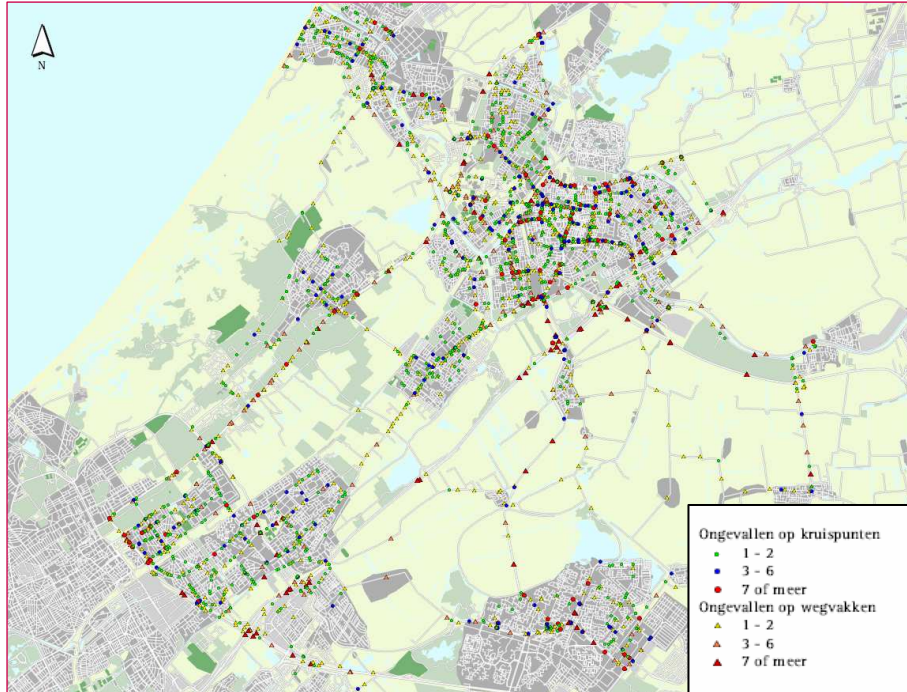 N
Ongevallen op kruispunten
1 - 2
3 - 6
7 of meer
Ongevallen op wegvakken
1 - 2
3 - 6
7 of meer